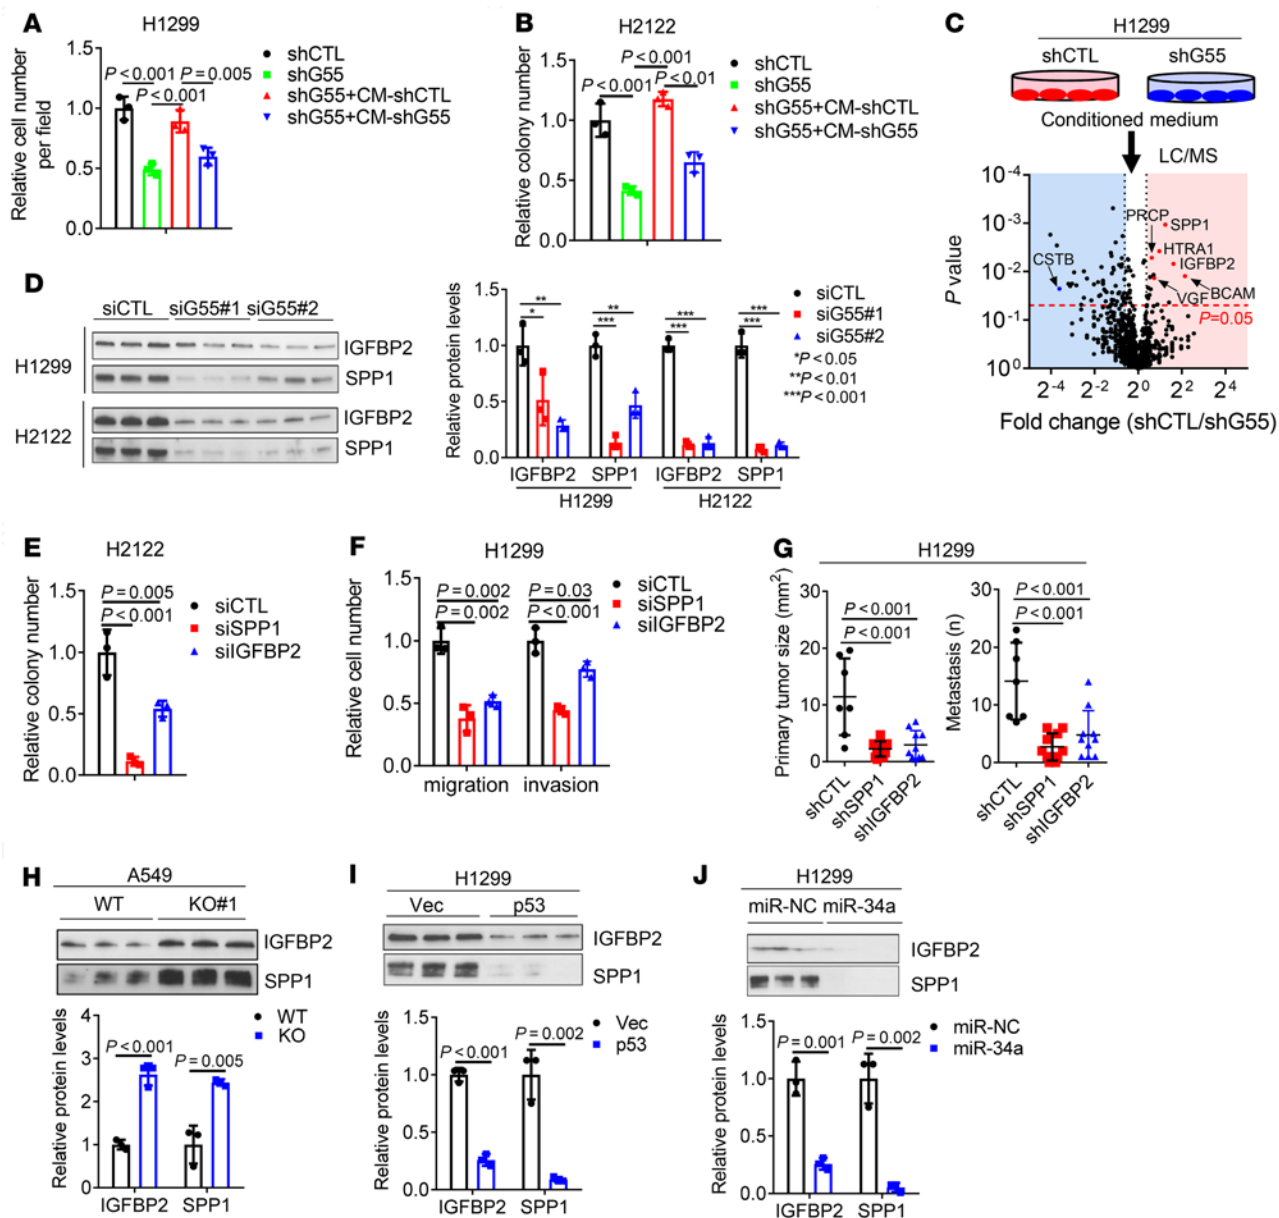 A
H1299
Relative cell number
per field
1.5
1.0
0.5
0.0
P<0.001
P=0.005
P<0.001
shCTL
shG55
shG55+CM-shCTL
shG55+CM-shG55
B
H2122
Relative colony number
1.5
1.0
0.5
0.0
P<0.001
P<0.001
P<0.01
shCTL
shG55
shG55+CM-shCTL
shG55+CM-shG55
C
H1299
shCTL
shG55
Conditioned medium
LC/MS
P value
10-4
10-3
10-2
10-1
100
PRCP
SPP1
HTRA1
IGFBP2
CSTB
VGF
BCAM
P=0.05
2-4
2-2
20
22
24
Fold change (shCTL/shG55)
D
siCTL
siG55#1
siG55#2
H1299
IGFBP2
SPP1
H2122
IGFBP2
SPP1
Relative protein levels
1.5
1.0
0.5
0.0
**
*
**
***
***
***
***
***
siCTL
siG55#1
siG55#2
*P<0.05
**P<0.01
***P<0.001
IGFBP2
SPP1
IGFBP2
SPP1
H1299
H2122
E
H2122
Relative colony number
1.5
1.0
0.5
0.0
P=0.005
P<0.001
siCTL
siSPP1
siIGFBP2
F
H1299
Relative cell number
1.5
1.0
0.5
0.0
P=0.002
P=0.002
P=0.03
P<0.001
siCTL
siSPP1
siIGFBP2
migration
invasion
G
H1299
Primary tumor size (mm2)
30
20
10
0
P<0.001
P<0.001
shCTL
shSPP1
shIGFBP2
Metastasis (n)
30
20
10
0
P<0.001
P<0.001
shCTL
shSPP1
shIGFBP2
H
A549
WT
KO#1
IGFBP2
SPP1
Relative protein levels
4
3
2
1
0
P<0.001
P=0.005
WT
KO
IGFBP2
SPP1
I
H1299
Vec
p53
IGFBP2
SPP1
Relative protein levels
1.5
1.0
0.5
0.0
P<0.001
P=0.002
Vec
p53
IGFBP2
SPP1
J
H1299
miR-NC
miR-34a
IGFBP2
SPP1
Relative protein levels
1.5
1.0
0.5
0.0
P=0.001
P=0.002
miR-NC
miR-34a
IGFBP2
SPP1